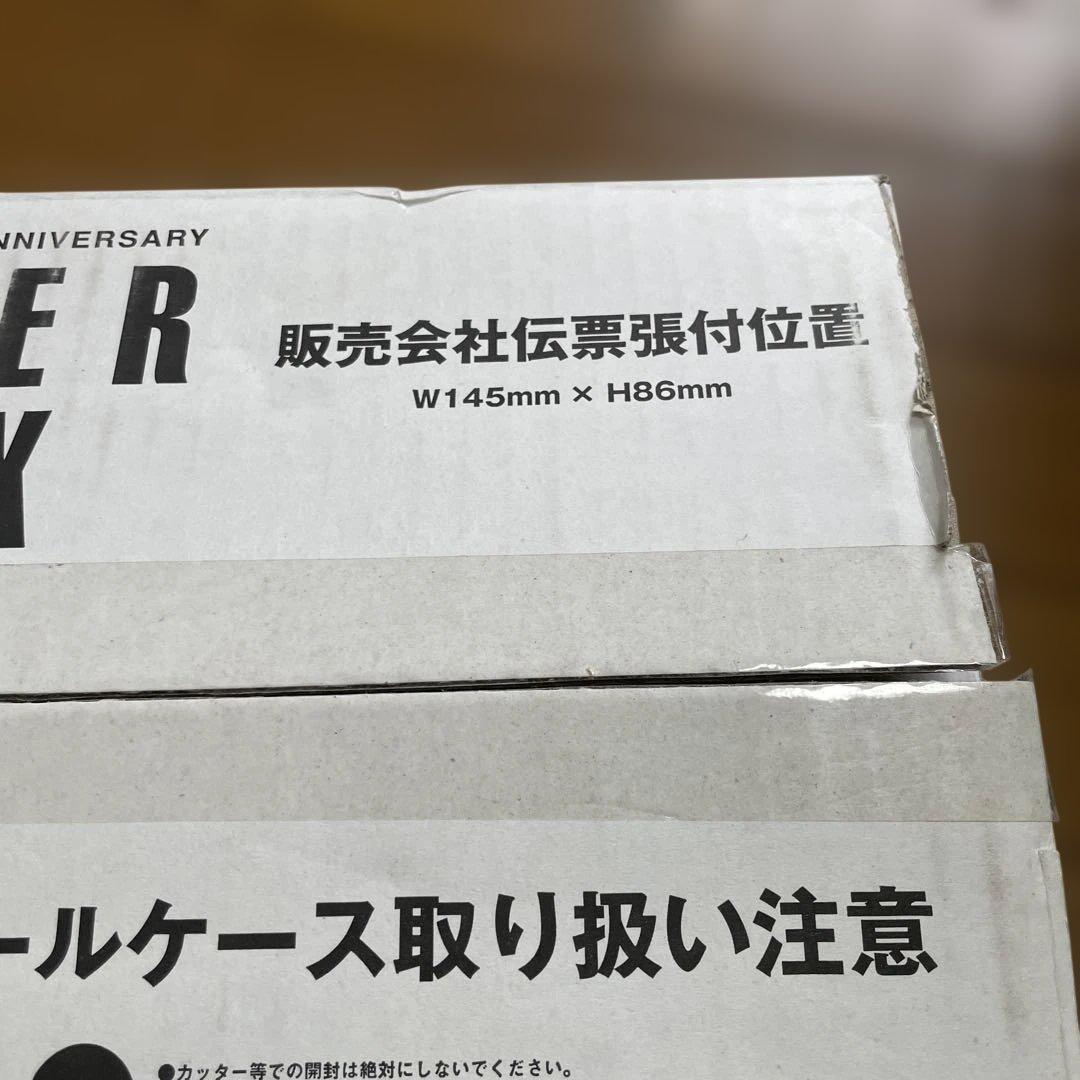 NNIVERSARY
ER
Y
販売会社伝票張付位置
W145mm × H86mm
ールケース取り扱い注意
●カッター等での開封は絶対にしないでください。